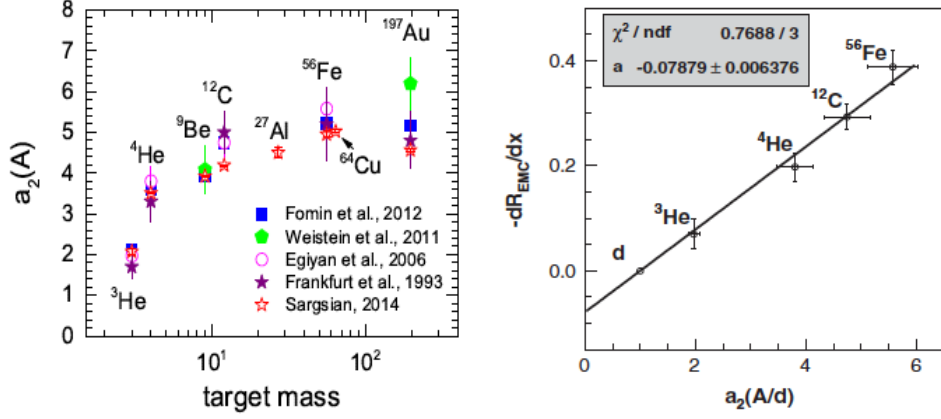 8
7
6
5
4
3
2
1
0
a₂(A)
³He
⁴He
⁹Be
¹²C
²⁷Al
⁵⁶Fe
⁶⁴Cu
¹⁹⁷Au
Fomin et al., 2012
Weistein et al., 2011
Egiyan et al., 2006
Frankfurt et al., 1993
Sargsian, 2014
10¹ 10²
target mass
χ² / ndf 0.7688 / 3
a -0.07879 ± 0.006376
0.4
0.2
0.0
-dR_EMC/dx
⁵⁶Fe
¹²C
⁴He
³He
d
0 2 4 6
a₂(A/d)